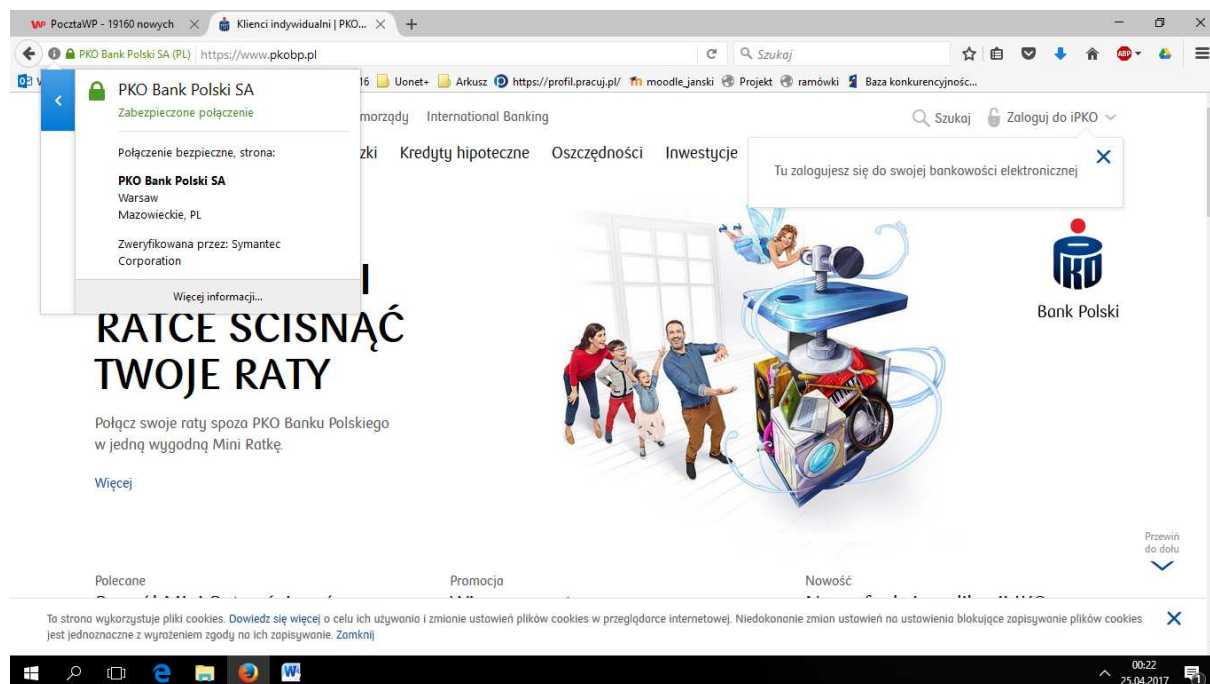 PocztaWP - 19160 nowych
Klienci indywidualni | PKO...
PKO Bank Polski SA (PL) https://www.pkobp.pl
Szukaj
16 Uonet+ Arkusz https://profil.pracuj.pl/ moodle_janski Projekt ramówki Baza konkurencyjnośc...
PKO Bank Polski SA
Zabezpieczone połączenie
Połączenie bezpieczne, strona:
PKO Bank Polski SA
Warsaw
Mazowieckie, PL
Zweryfikowana przez: Symantec
Corporation
Więcej informacji...
International Banking
Szukaj
Zaloguj do iPKO
Kredyty hipoteczne Oszczędności Inwestycje
Tu zalogujesz się do swojej bankowości elektronicznej
Bank Polski
RATCE ŚCISNĄĆ
TWOJE RATY
Połącz swoje raty spoza PKO Banku Polskiego
w jedną wygodną Mini Ratkę.
Więcej
Przewiń
do dołu
Polecane
Promocja
Nowość
Ta strona wykorzystuje pliki cookies. Dowiedz się więcej o celu ich używania i zmianie ustawień plików cookies w przeglądarce internetowej. Niedokonanie zmian ustawień na ustawienia blokujące zapisywanie plików cookies
jest jednoznaczne z wyrażeniem zgody na ich zapisywanie. Zamknij
00:22
25.04.2017